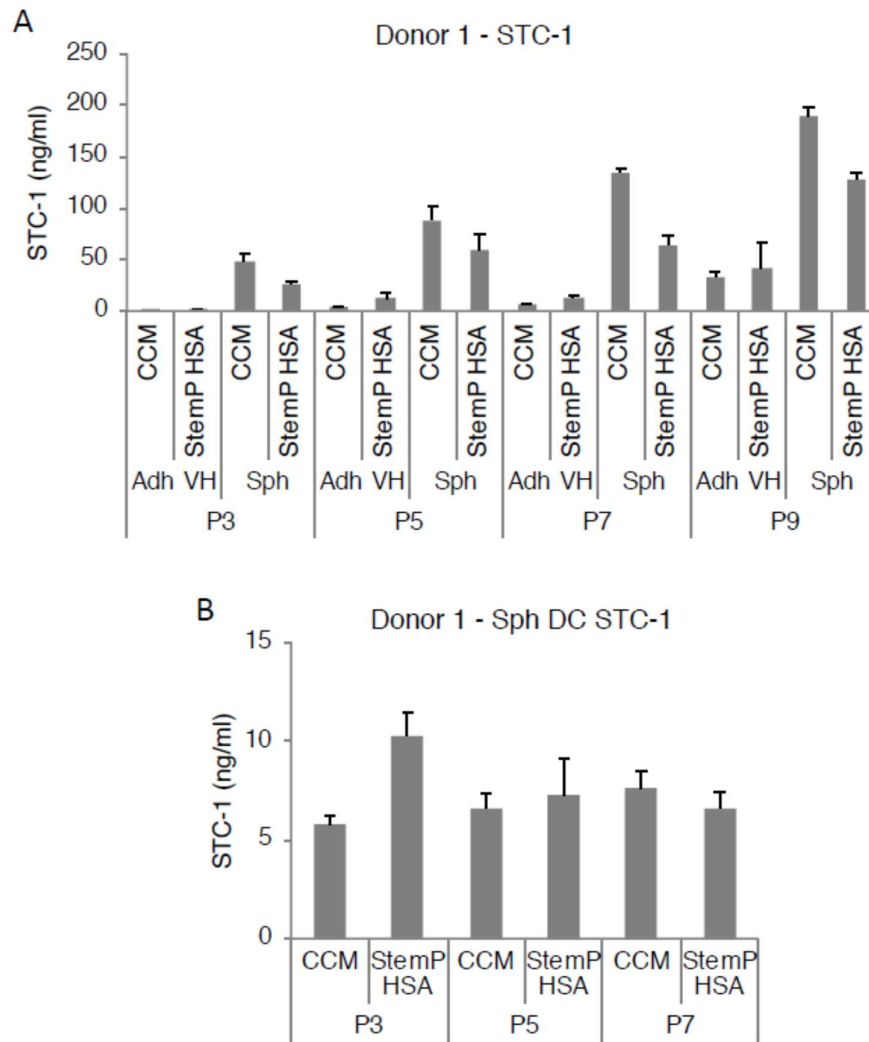 A
Donor 1 - STC-1
STC-1 (ng/ml)
250
200
150
100
50
0
CCM
StemP HSA
CCM
StemP HSA
CCM
StemP HSA
CCM
StemP HSA
CCM
StemP HSA
CCM
StemP HSA
CCM
StemP HSA
CCM
StemP HSA
Adh VH Sph Adh VH Sph Adh VH Sph Adh VH Sph
P3 P5 P7 P9
B
Donor 1 - Sph DC STC-1
STC-1 (ng/ml)
15
10
5
0
CCM StemP HSA CCM StemP HSA CCM StemP HSA
P3 P5 P7